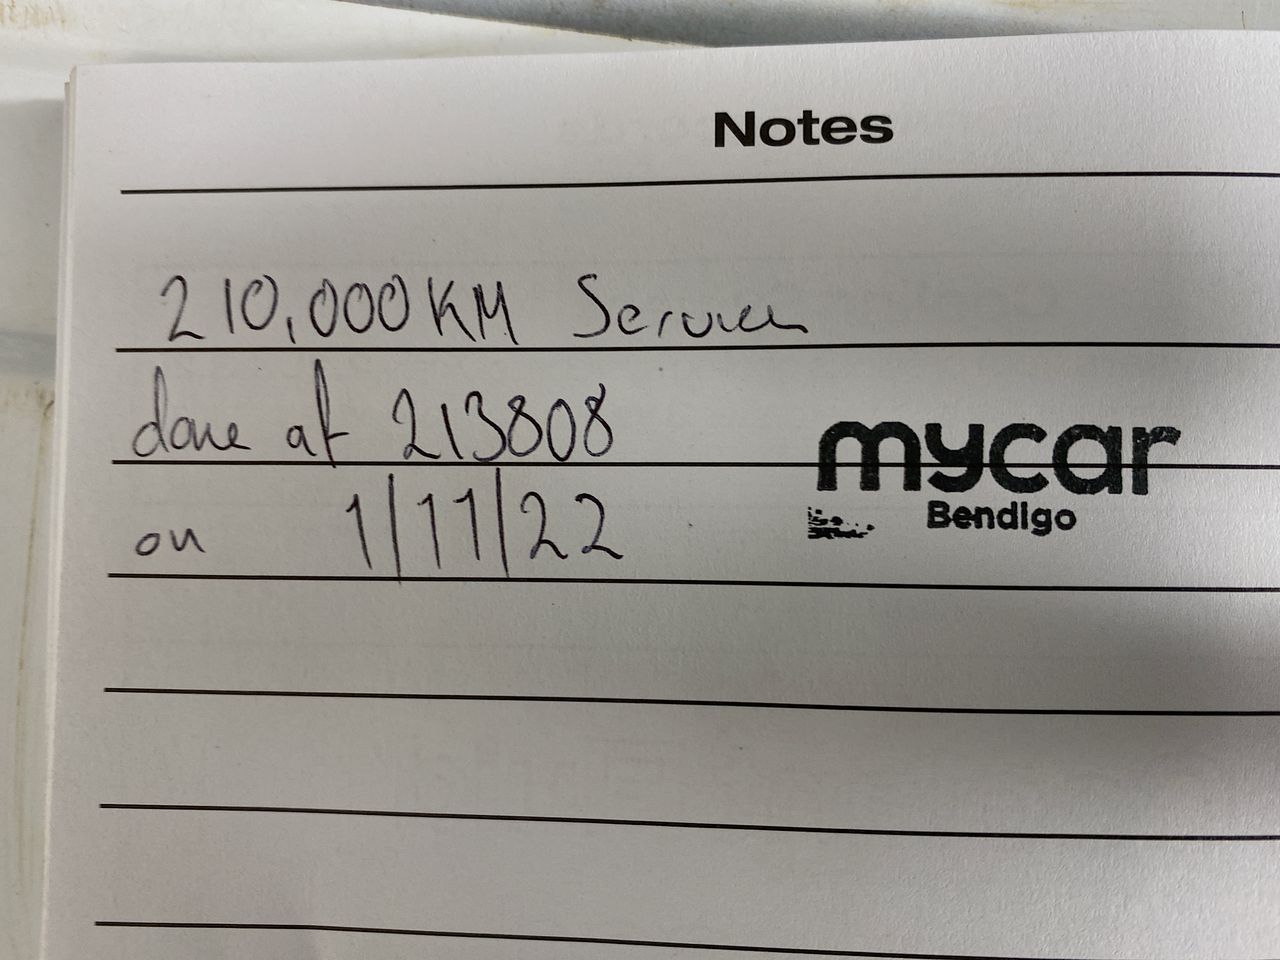 Notes
210,000KM Service
done at 213808
on 1/11/22
mycar
Bendigo